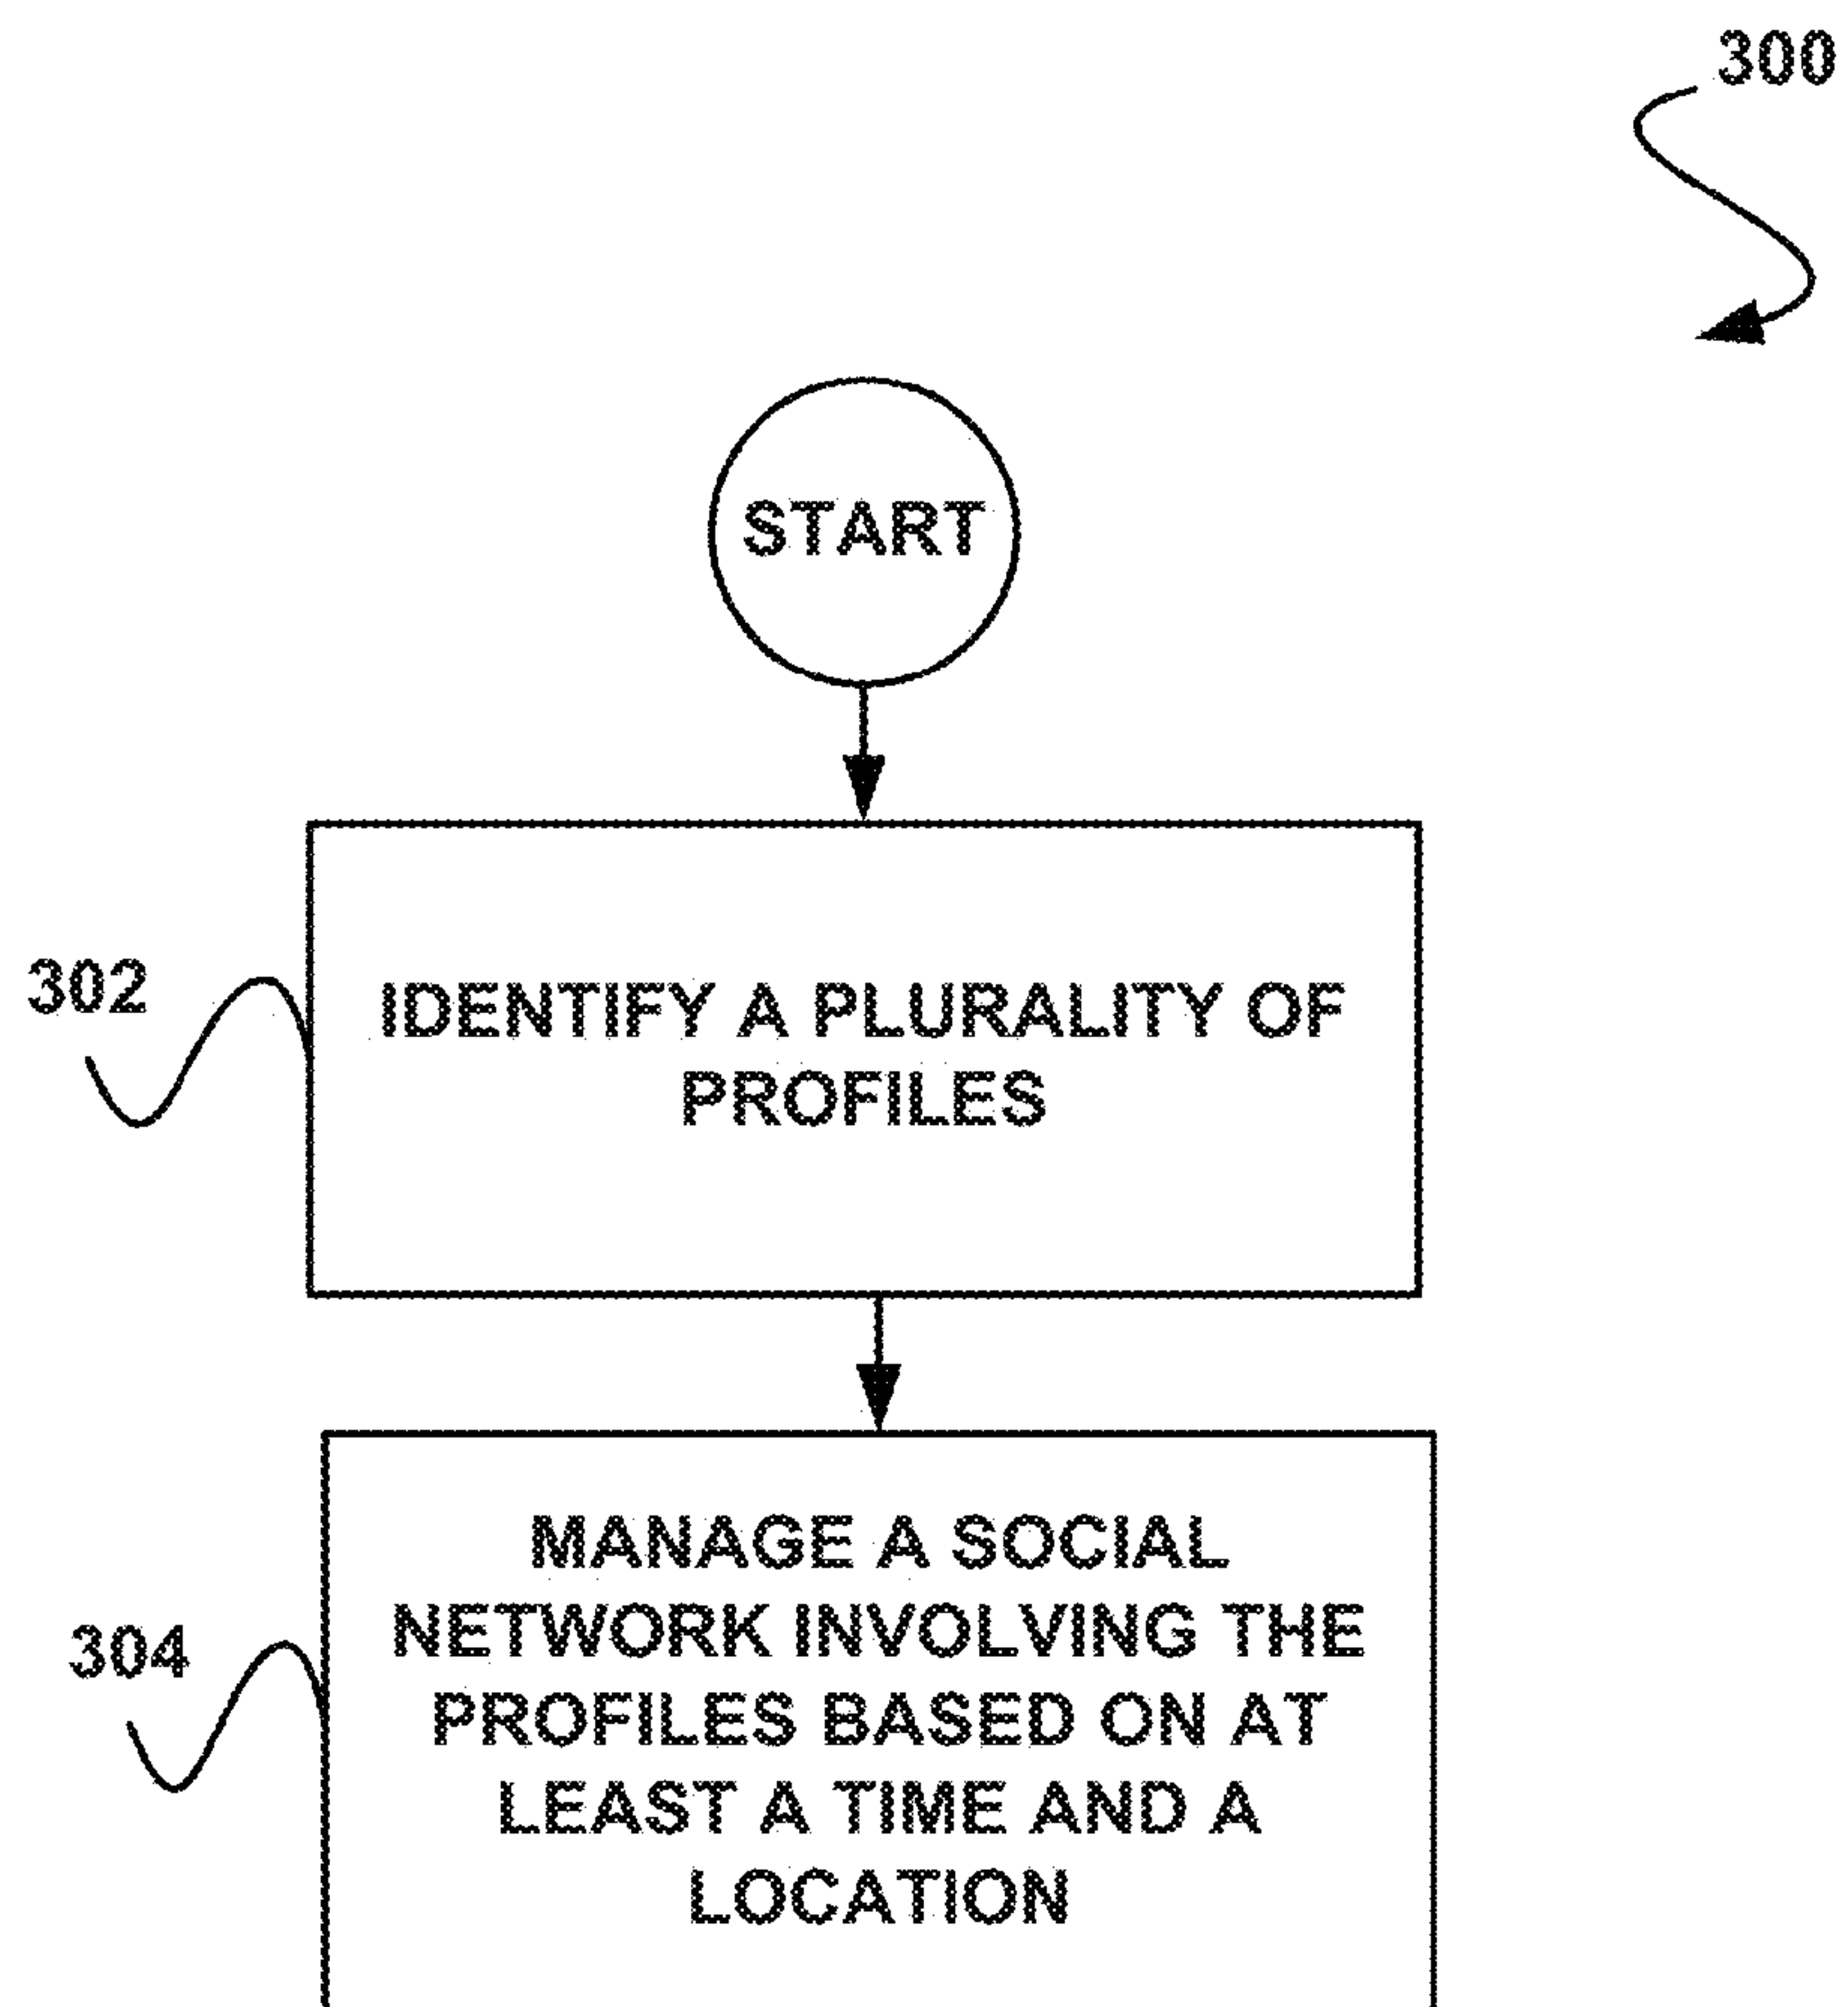 300
START
302
IDENTIFY A PLURALITY OF
PROFILES
304
MANAGE A SOCIAL
NETWORK INVOLVING THE
PROFILES BASED ON AT
LEAST A TIME AND A
LOCATION